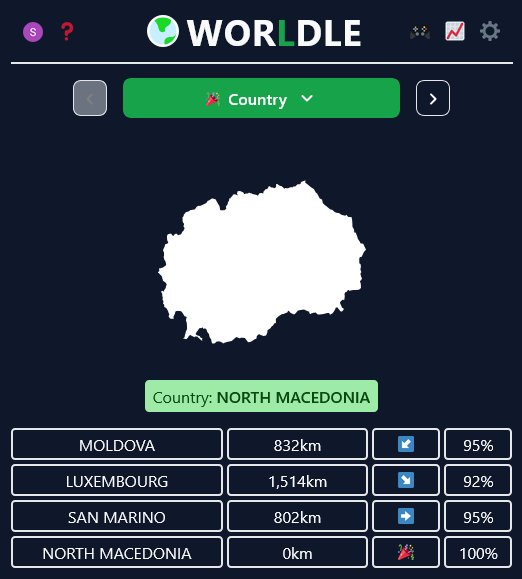 S
WORLDLE
Country
Country: NORTH MACEDONIA
MOLDOVA 832km 95%
LUXEMBOURG 1,514km 92%
SAN MARINO 802km 95%
NORTH MACEDONIA 0km 100%